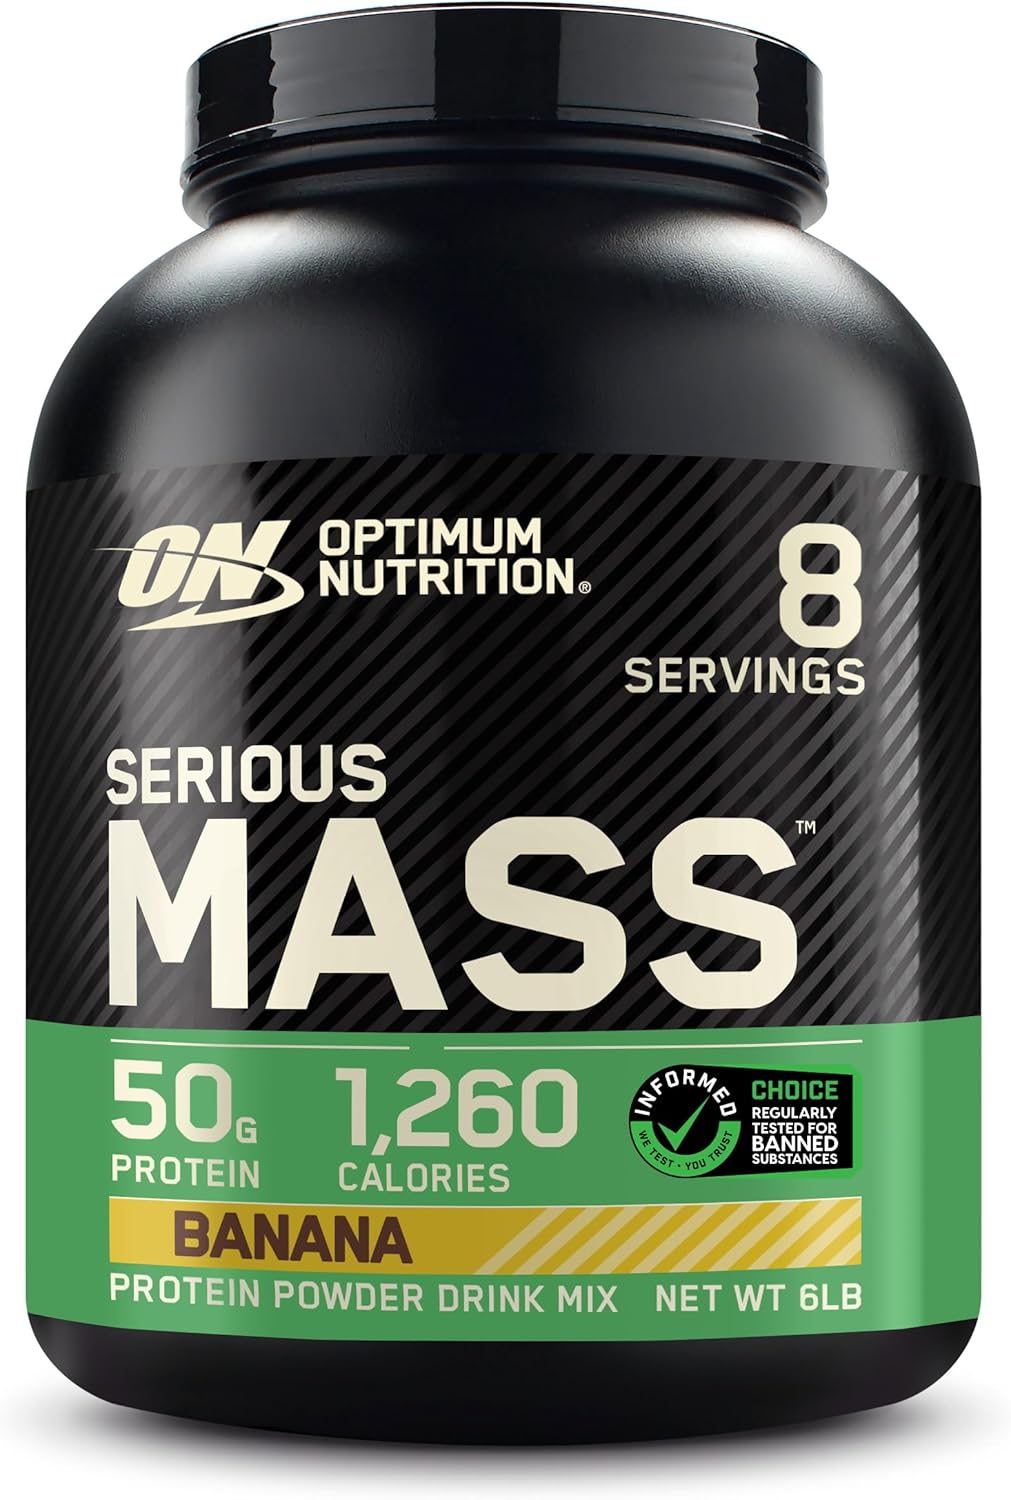 ON
OPTIMUM
NUTRITION®
8
SERVINGS
SERIOUS
MASS™
50G
PROTEIN
1,260
CALORIES
INFORMED
WE TEST · YOU TRUST
CHOICE
REGULARLY
TESTED FOR
BANNED
SUBSTANCES
BANANA
PROTEIN POWDER DRINK MIX NET WT 6LB